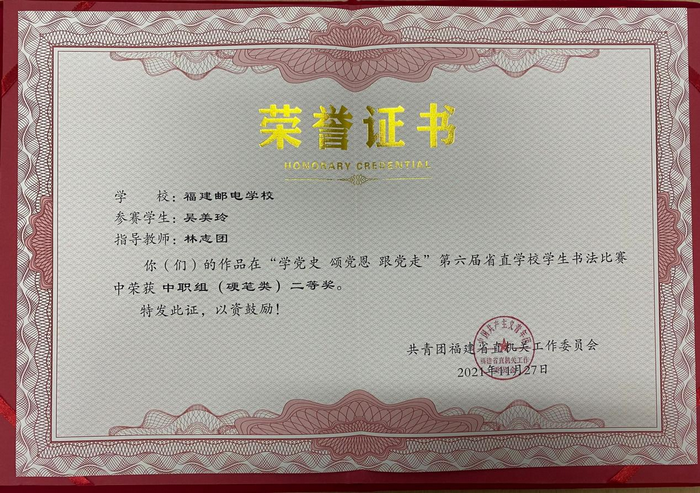 荣誉证书
HONORARY CREDENTIAL
学 校：福建邮电学校
参赛学生：吴美玲
指导教师：林志团
你（们）的作品在“学党史 颂党恩 跟党走”第六届省直学校学生书法比赛
中荣获 中职组（硬笔类）二等奖。
特发此证，以资鼓励！
共青团福建省直机关工作委员会
2021年11月27日